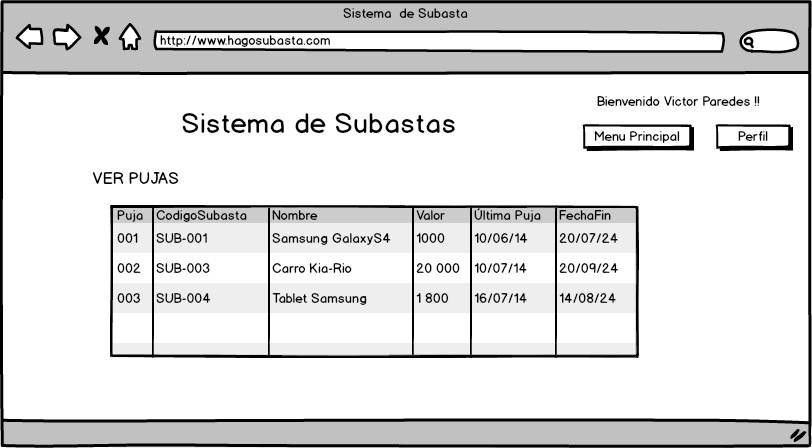 Sistema de Subasta
http://www.hagosubasta.com
Bienvenido Victor Paredes !!
Sistema de Subastas
Menu Principal Perfil
VER PUJAS
Puja CodigoSubasta Nombre Valor Última Puja FechaFin
001 SUB-001 Samsung GalaxyS4 1000 10/06/14 20/07/24
002 SUB-003 Carro Kia-Rio 20 000 10/07/14 20/09/24
003 SUB-004 Tablet Samsung 1 800 16/07/14 14/08/24